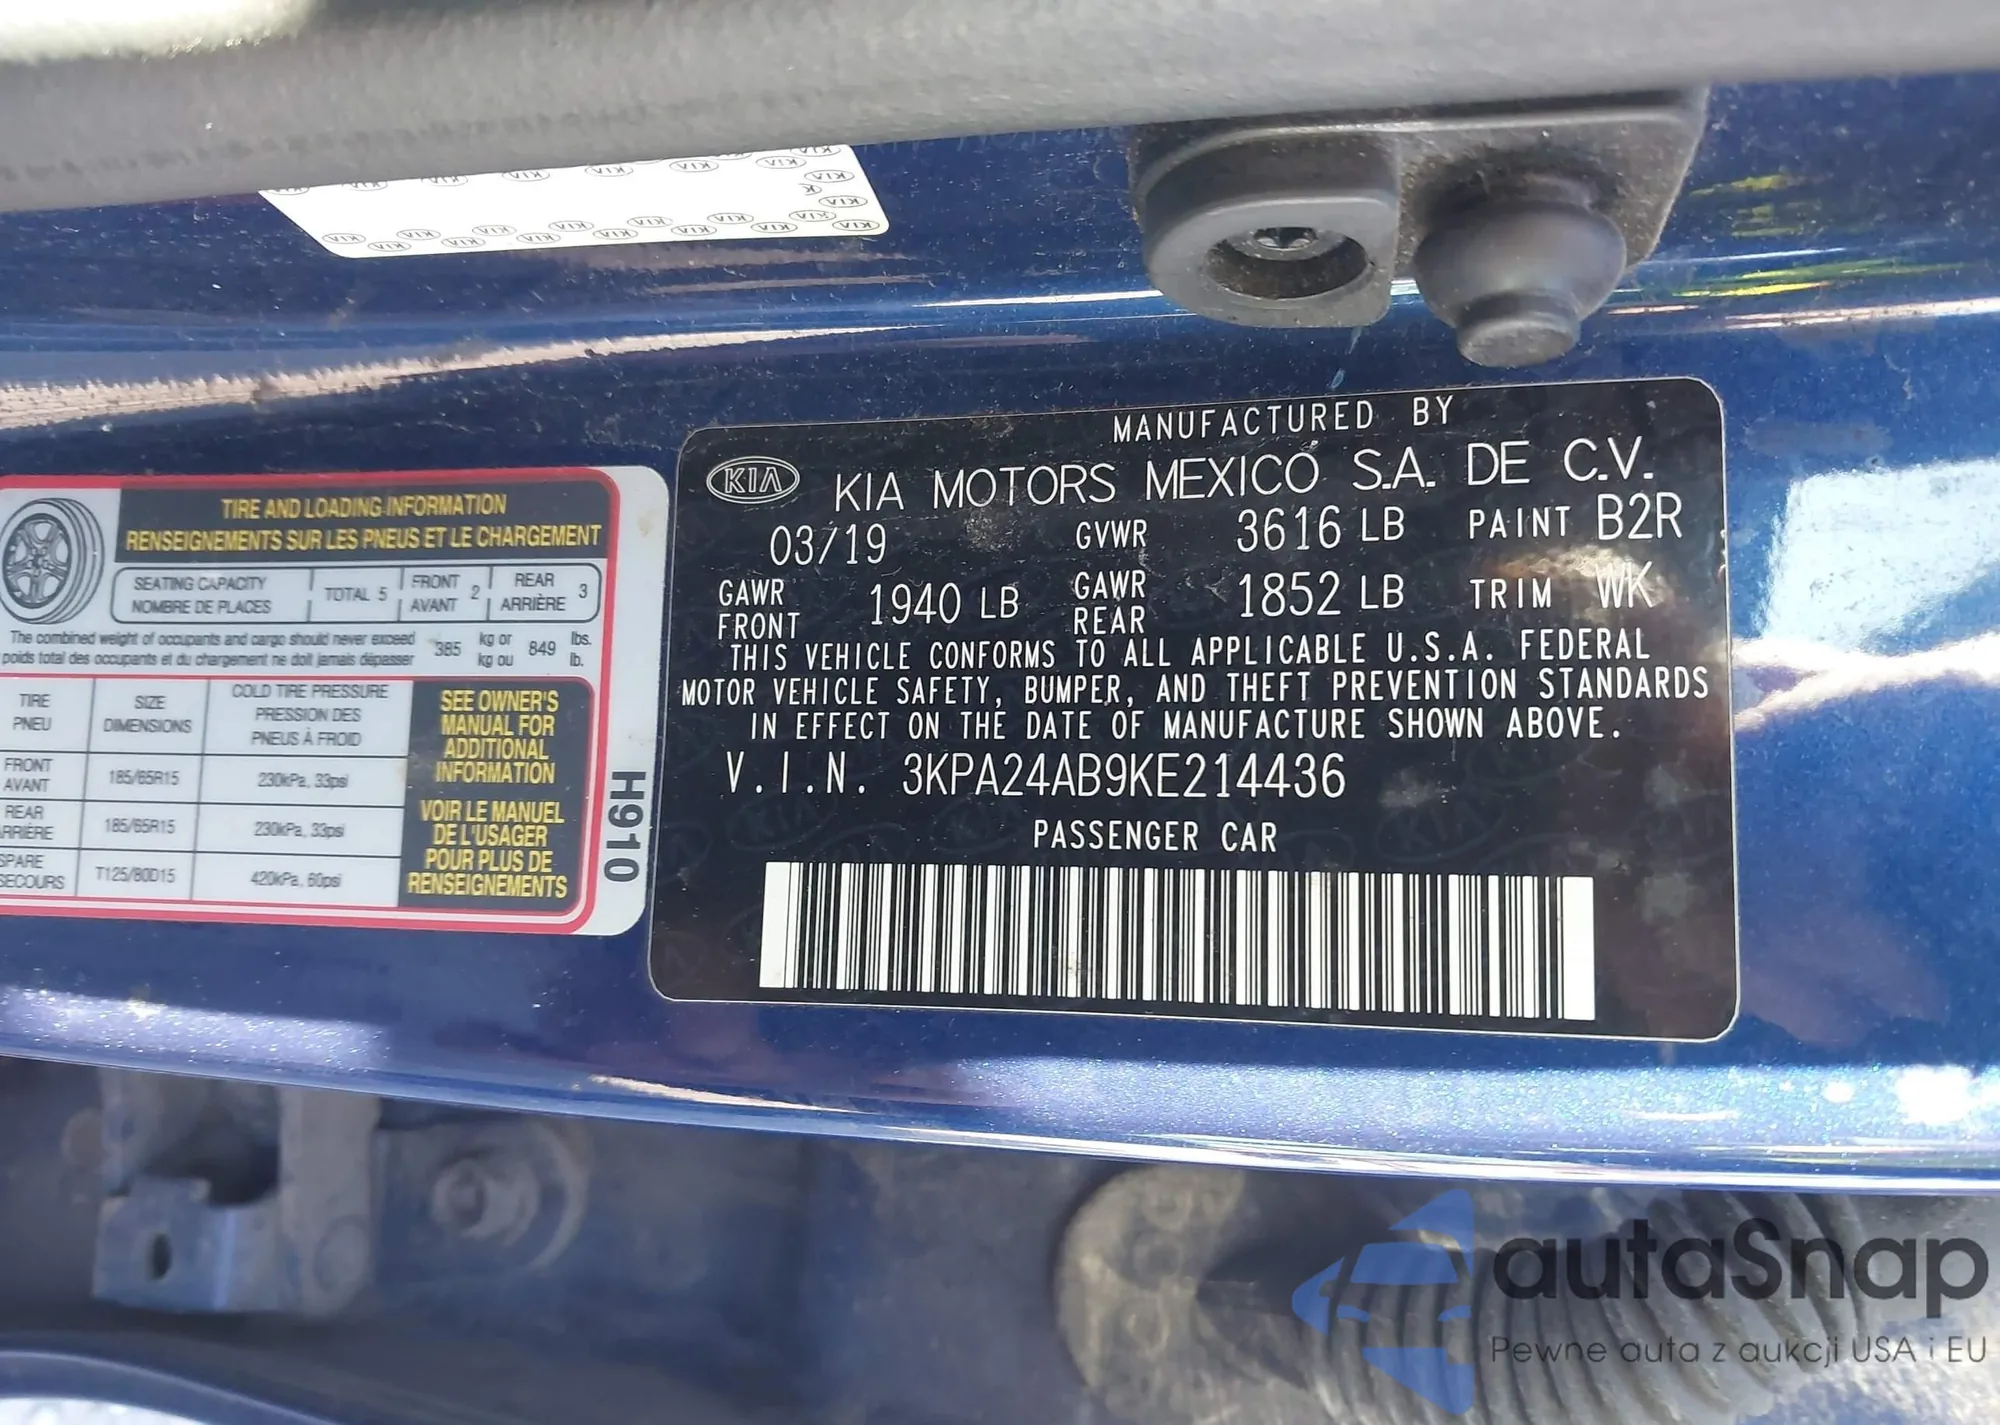 TIRE AND LOADING INFORMATION
RENSEIGNEMENTS SUR LES PNEUS ET LE CHARGEMENT
SEATING CAPACITY
NOMBRE DE PLACES
TOTAL 5
FRONT
AVANT
2
REAR
ARRIÈRE
3
The combined weight of occupants and cargo should never exceed
poids total des occupants et du chargement ne doit jamais dépasser
385
kg or
kg ou
849
lbs.
lb.
TIRE
PNEU
SIZE
DIMENSIONS
COLD TIRE PRESSURE
PRESSION DES
PNEUS À FROID
FRONT
AVANT
185/65R15
230kPa, 33psi
REAR
ARRIÈRE
185/65R15
230kPa, 33psi
SPARE
SECOURS
T125/80D15
420kPa, 60psi
SEE OWNER'S
MANUAL FOR
ADDITIONAL
INFORMATION
VOIR LE MANUEL
DE L'USAGER
POUR PLUS DE
RENSEIGNEMENTS
H910
MANUFACTURED BY
KIA KIA MOTORS MEXICO S.A. DE C.V.
03/19 GVWR 3616 LB PAINT B2R
GAWR FRONT 1940 LB GAWR REAR 1852 LB TRIM WK
THIS VEHICLE CONFORMS TO ALL APPLICABLE U.S.A. FEDERAL
MOTOR VEHICLE SAFETY, BUMPER, AND THEFT PREVENTION STANDARDS
IN EFFECT ON THE DATE OF MANUFACTURE SHOWN ABOVE.
V.I.N. 3KPA24AB9KE214436
PASSENGER CAR
autaSnap
Pewne auta z aukcji USA i EU